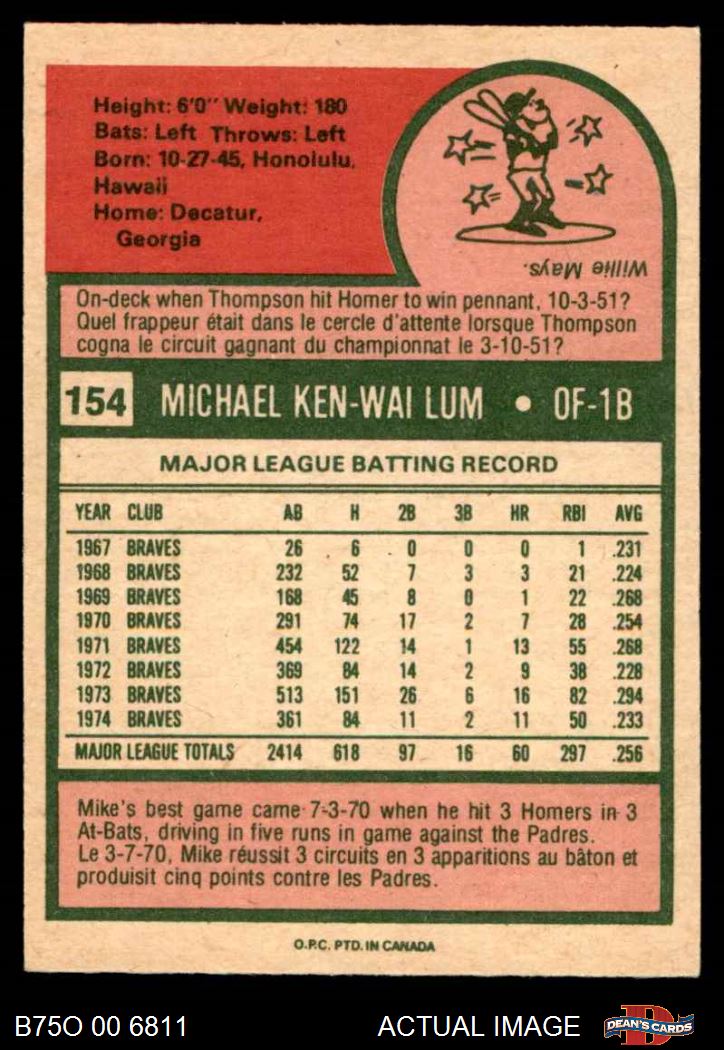 Height: 6'0" Weight: 180
Bats: Left Throws: Left
Born: 10-27-45, Honolulu,
Hawaii
Home: Decatur,
Georgia
Willie Mays.
On-deck when Thompson hit Homer to win pennant, 10-3-51?
Quel frappeur était dans le cercle d'attente lorsque Thompson
cogna le circuit gagnant du championnat le 3-10-51?
154 MICHAEL KEN-WAI LUM • OF-1B
MAJOR LEAGUE BATTING RECORD
YEAR CLUB AB H 2B 3B HR RBI AVG
1967 BRAVES 26 6 0 0 0 1 .231
1968 BRAVES 232 52 7 3 3 21 .224
1969 BRAVES 168 45 8 0 1 22 .268
1970 BRAVES 291 74 17 2 7 28 .254
1971 BRAVES 454 122 14 1 13 55 .268
1972 BRAVES 369 84 14 2 9 38 .228
1973 BRAVES 513 151 26 6 16 82 .294
1974 BRAVES 361 84 11 2 11 50 .233
MAJOR LEAGUE TOTALS 2414 618 97 16 60 297 .256
Mike's best game came 7-3-70 when he hit 3 Homers in 3
At-Bats, driving in five runs in game against the Padres.
Le 3-7-70, Mike réussit 3 circuits en 3 apparitions au bâton et
produisit cinq points contre les Padres.
O.P.C. PTD. IN CANADA
B75O 00 6811 ACTUAL IMAGE DEAN'S CARDS